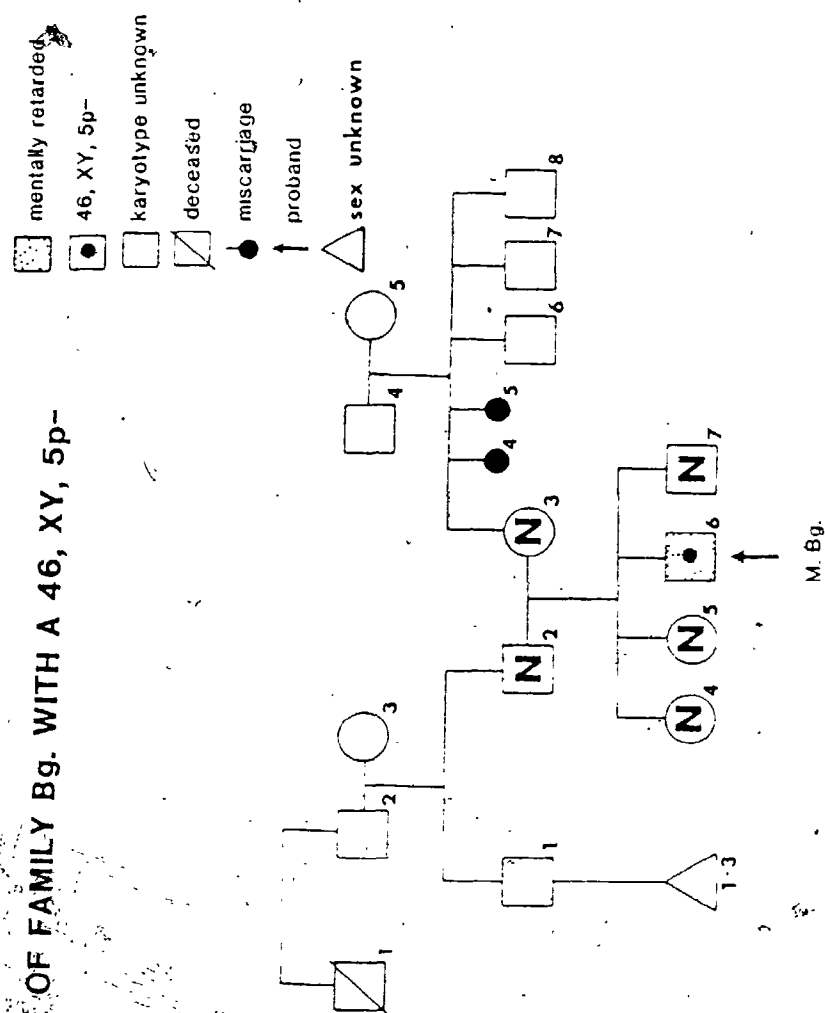 OF FAMILY Bg. WITH A 46, XY, 5p-
mentally retarded
46, XY, 5p-
karyotype unknown
deceased
miscarriage
proband
sex unknown
1
2
3
4
5
1
N 2
N 3
4
5
6
7
8
1-3
N 4
N 5
6
N 7
M. Bg.